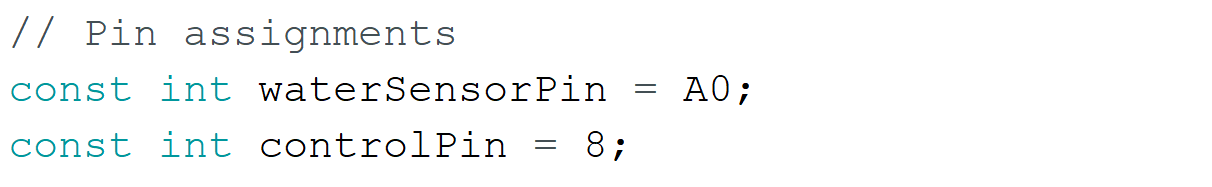 // Pin assignments
const int waterSensorPin = A0;
const int controlPin = 8;